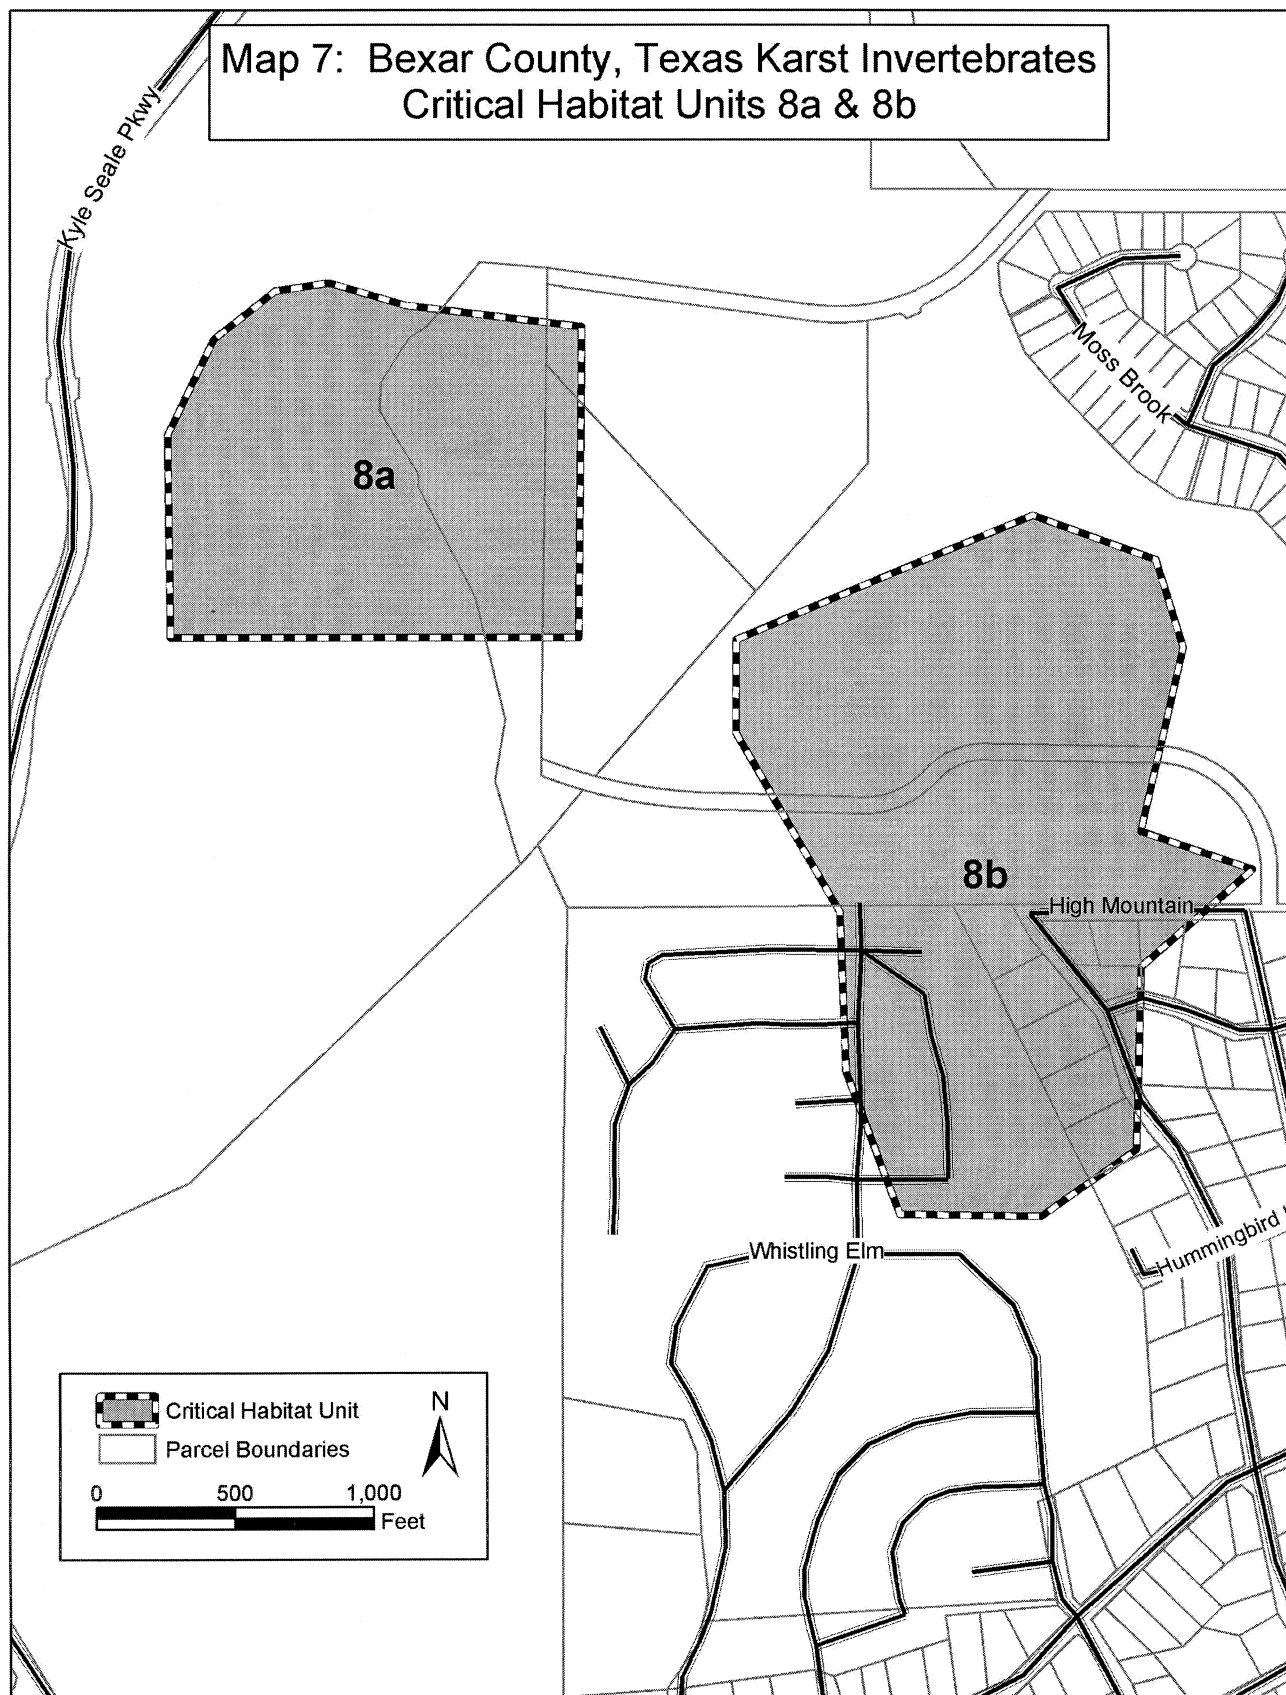 Map 7: Bexar County, Texas Karst Invertebrates
Critical Habitat Units 8a & 8b
Kyle Seale Pkwy
Moss Brook
8a
8b
High Mountain
Whistling Elm
Hummingbird
Critical Habitat Unit
Parcel Boundaries
N
0 500 1,000
Feet